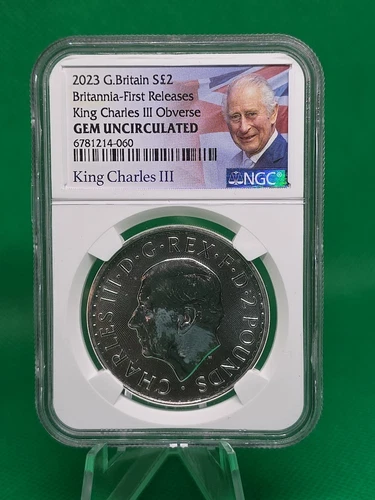 2023 G.Britain S£2
Britannia-First Releases
King Charles III Obverse
GEM UNCIRCULATED
6781214-060
King Charles III
NGC
CHARLES III · D · G · REX · F · D · 2 POUNDS ·